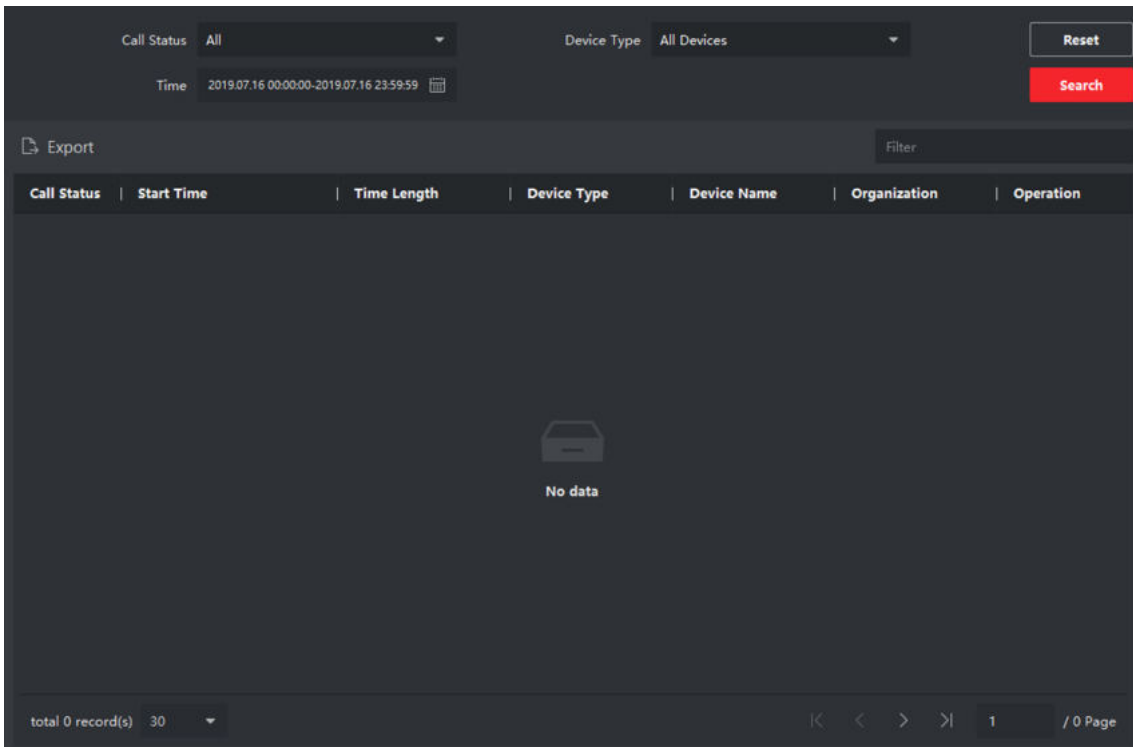 Call Status All Device Type All Devices Reset
Time 2019.07.16 00:00:00-2019.07.16 23:59:59 Search
Export Filter
Call Status | Start Time | Time Length | Device Type | Device Name | Organization | Operation
No data
total 0 record(s) 30 1 / 0 Page